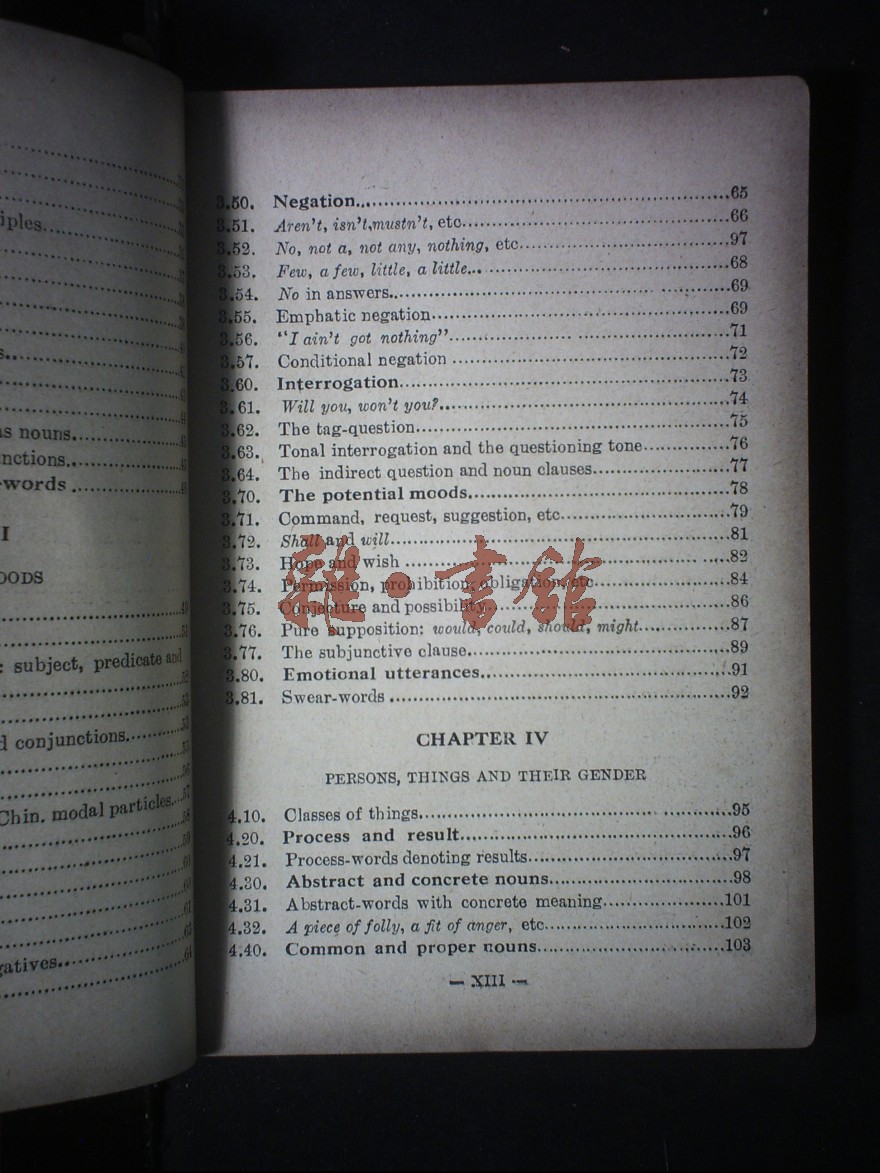 iples
s
as nouns
nctions
-words
I
OODS
: subject, predicate and
d conjunctions
Chin. modal particles
gatives
3.50. Negation 65
3.51. Aren't, isn't, mustn't, etc 66
3.52. No, not a, not any, nothing, etc 97
3.53. Few, a few, little, a little 68
3.54. No in answers 69
3.55. Emphatic negation 69
3.56. "I ain't got nothing" 71
3.57. Conditional negation 72
3.60. Interrogation 73
3.61. Will you, won't you? 74
3.62. The tag-question 75
3.63. Tonal interrogation and the questioning tone 76
3.64. The indirect question and noun clauses 77
3.70. The potential moods 78
3.71. Command, request, suggestion, etc 79
3.72. Shall and will 81
3.73. Hope and wish 82
3.74. Permission, prohibition, obligation, etc 84
3.75. Conjecture and possibility 86
3.76. Pure supposition: would, could, should, might 87
3.77. The subjunctive clause 89
3.80. Emotional utterances 91
3.81. Swear-words 92
CHAPTER IV
PERSONS, THINGS AND THEIR GENDER
4.10. Classes of things 95
4.20. Process and result 96
4.21. Process-words denoting results 97
4.30. Abstract and concrete nouns 98
4.31. Abstract-words with concrete meaning 101
4.32. A piece of folly, a fit of anger, etc 102
4.40. Common and proper nouns 103
— XIII —
雜·書館